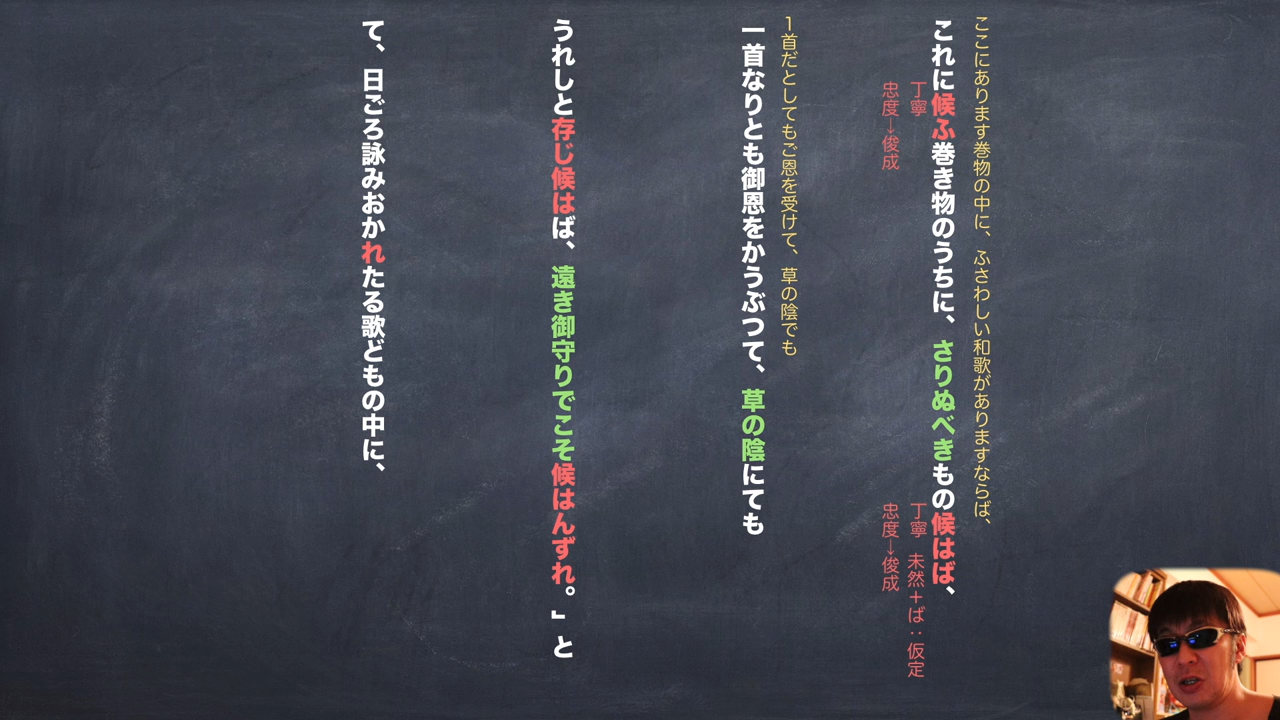 ここにあります巻物の中に、ふさわしい和歌がありますならば、
これに候ふ巻き物のうちに、さりぬべきもの候はば、
丁寧
忠度→俊成
丁寧 未然＋ば：仮定
忠度→俊成
1首だとしてもご恩を受けて、草の陰でも
一首なりとも御恩をかうぶつて、草の陰にても
うれしと存じ候はば、遠き御守りでこそ候はんずれ。」と
て、日ごろ詠みおかれたる歌どもの中に、